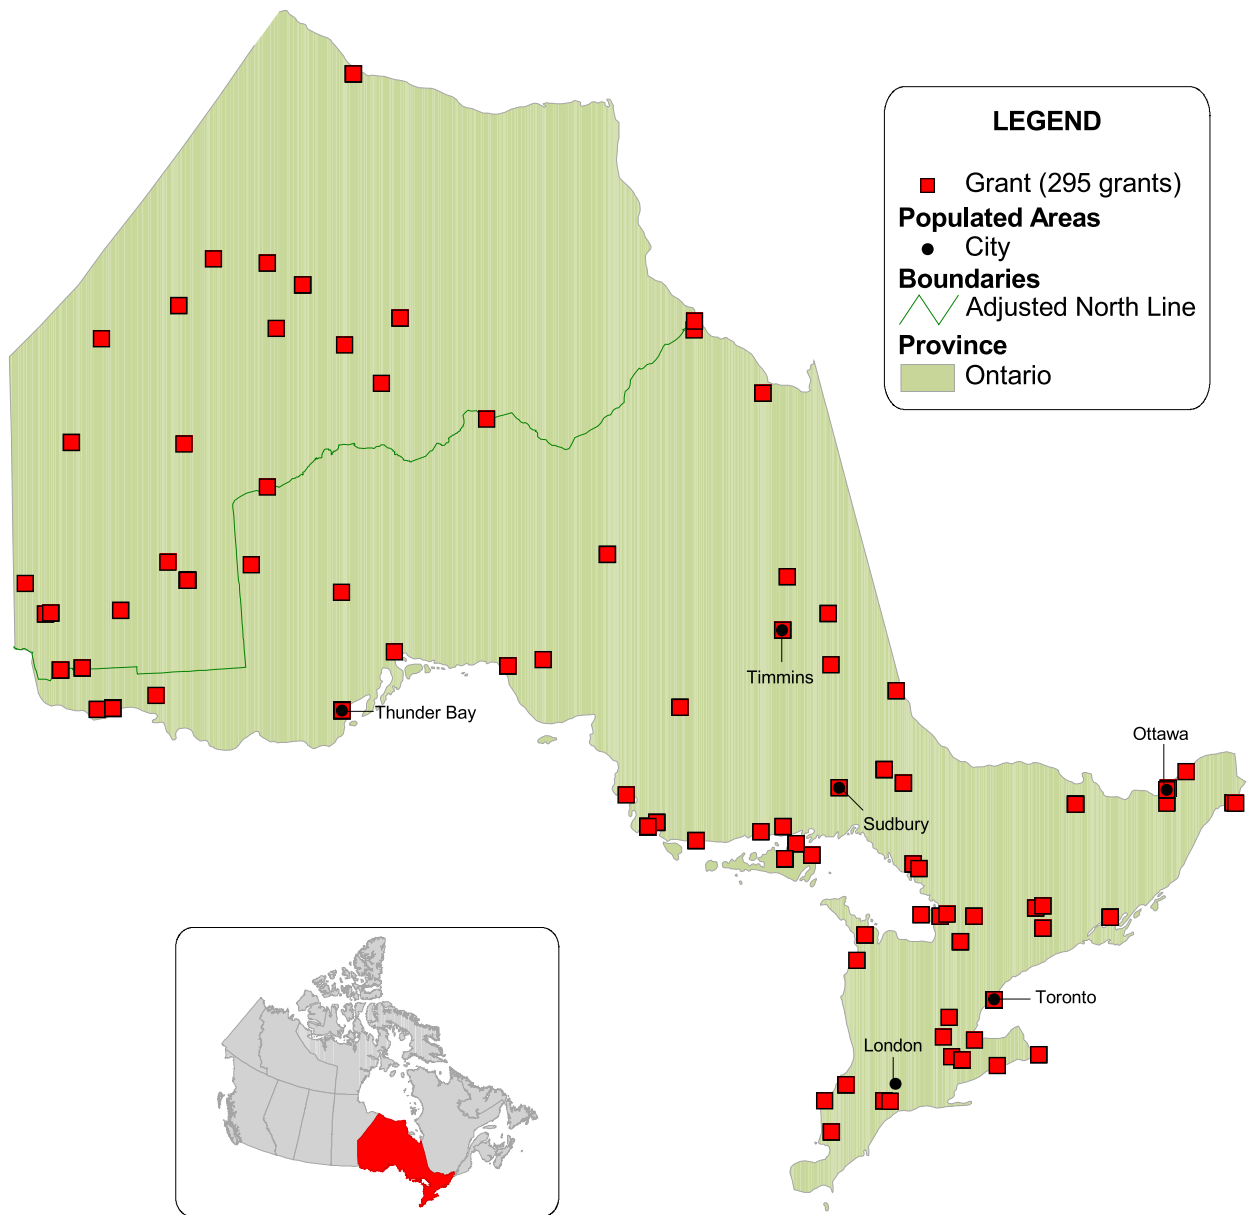 LEGEND
Grant (295 grants)
Populated Areas
City
Boundaries
Adjusted North Line
Province
Ontario
Timmins
Thunder Bay
Ottawa
Sudbury
Toronto
London